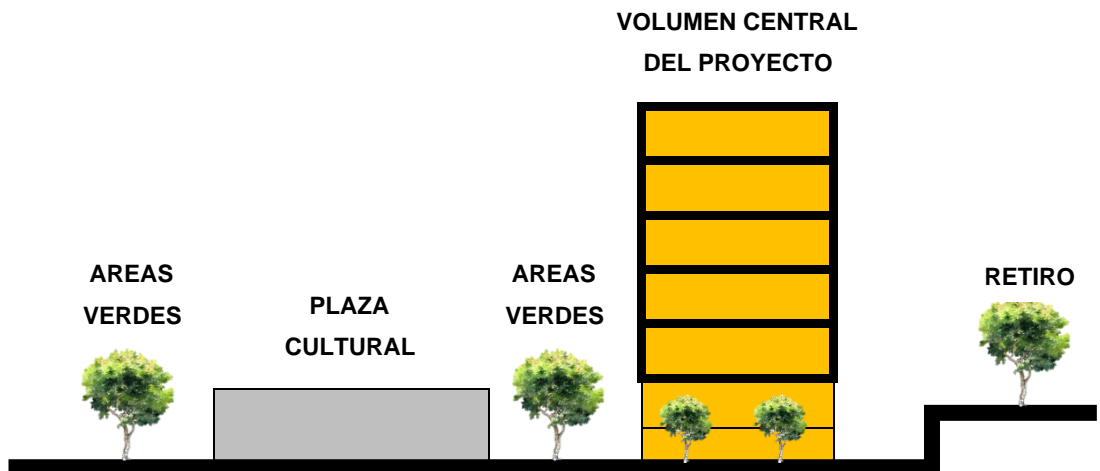 VOLUMEN CENTRAL
DEL PROYECTO
AREAS
VERDES
PLAZA
CULTURAL
AREAS
VERDES
RETIRO